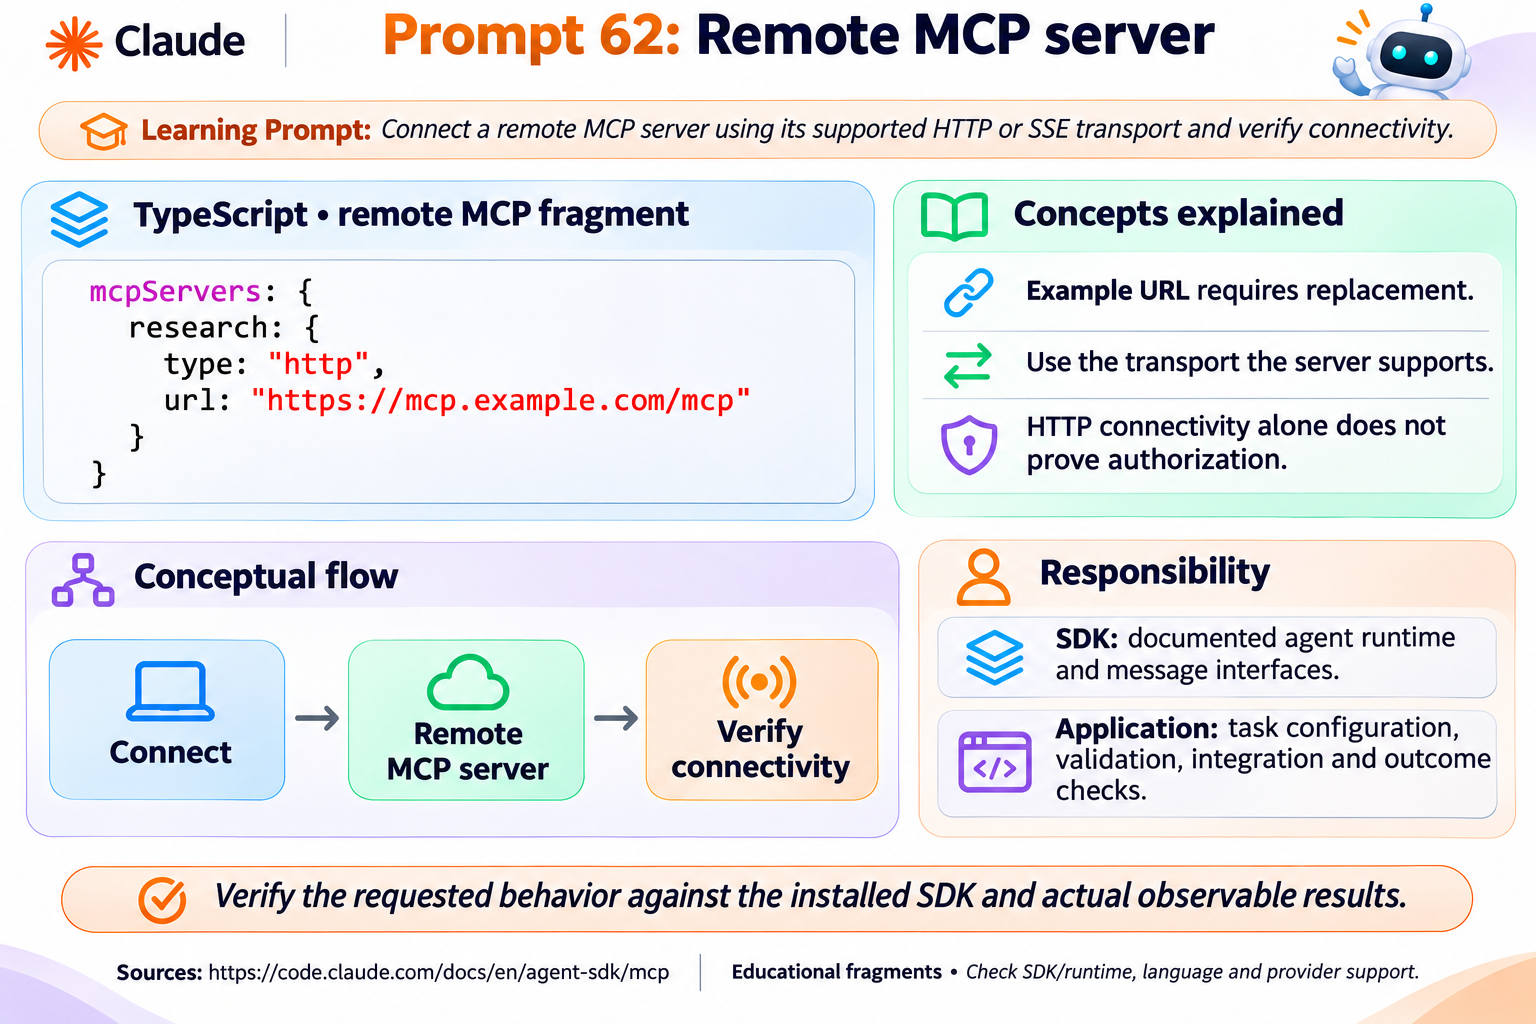 Claude
Prompt 62: Remote MCP server
Learning Prompt: Connect a remote MCP server using its supported HTTP or SSE transport and verify connectivity.
TypeScript • remote MCP fragment
mcpServers: {
  research: {
    type: "http",
    url: "https://mcp.example.com/mcp"
  }
}
Concepts explained
Example URL requires replacement.
Use the transport the server supports.
HTTP connectivity alone does not
prove authorization.
Conceptual flow
Connect
Remote
MCP server
Verify
connectivity
Responsibility
SDK: documented agent runtime
and message interfaces.
Application: task configuration,
validation, integration and outcome
checks.
</>
Verify the requested behavior against the installed SDK and actual observable results.
Sources: https://code.claude.com/docs/en/agent-sdk/mcp
Educational fragments • Check SDK/runtime, language and provider support.